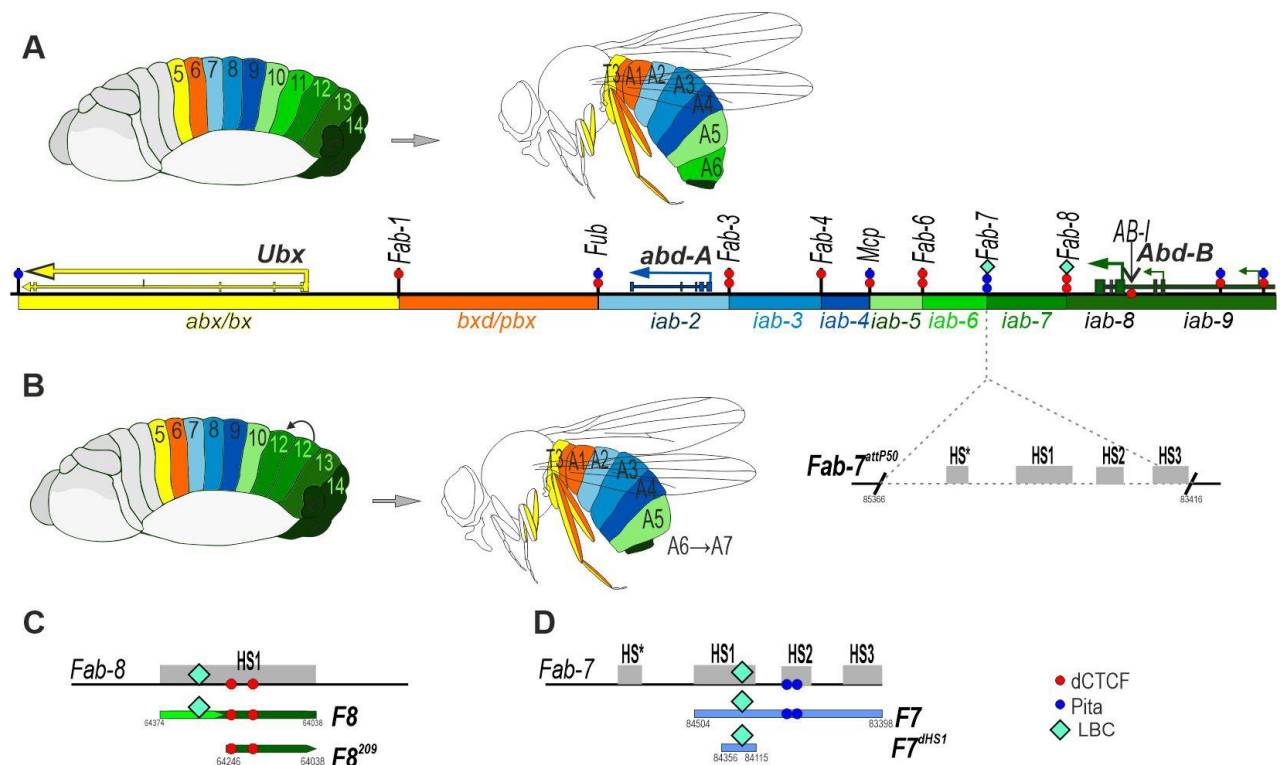 A
5 6 7 8 9 10 11 12 13 14
T3 A1 A2 A3 A4 A5 A6
Fab-1 Fub Fab-3 Fab-4 Mcp Fab-6 Fab-7 Fab-8 AB-I
Ubx abd-A Abd-B
abx/bx bxd/pbx iab-2 iab-3 iab-4 iab-5 iab-6 iab-7 iab-8 iab-9
B
5 6 7 8 9 10 12 12 13 14
T3 A1 A2 A3 A4 A5
A6→A7
HS* HS1 HS2 HS3
Fab-7attP50
85366 83416
C
Fab-8 HS1
F8
64374 64038
F8209
64246 64038
D
HS* HS1 HS2 HS3
Fab-7
F7
84504 83398
F7dHS1
84356 84115
dCTCF
Pita
LBC